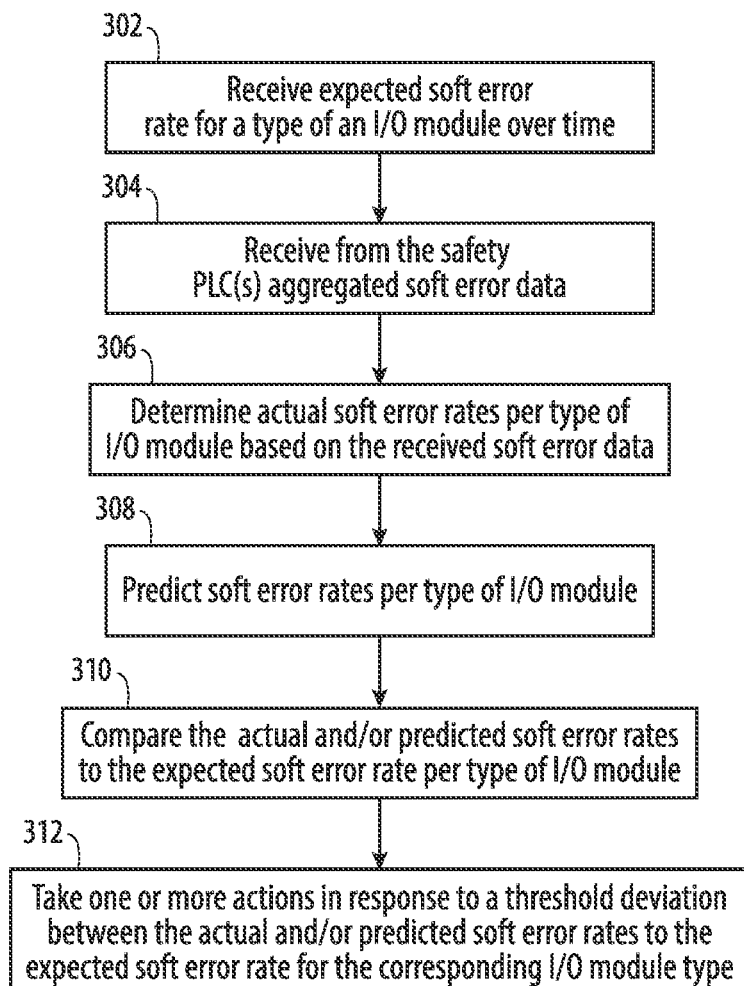 302
Receive expected soft error
rate for a type of an I/O module over time
304
Receive from the safety
PLC(s) aggregated soft error data
306
Determine actual soft error rates per type of
I/O module based on the received soft error data
308
Predict soft error rates per type of I/O module
310
Compare the actual and/or predicted soft error rates
to the expected soft error rate per type of I/O module
312
Take one or more actions in response to a threshold deviation
between the actual and/or predicted soft error rates to the
expected soft error rate for the corresponding I/O module type